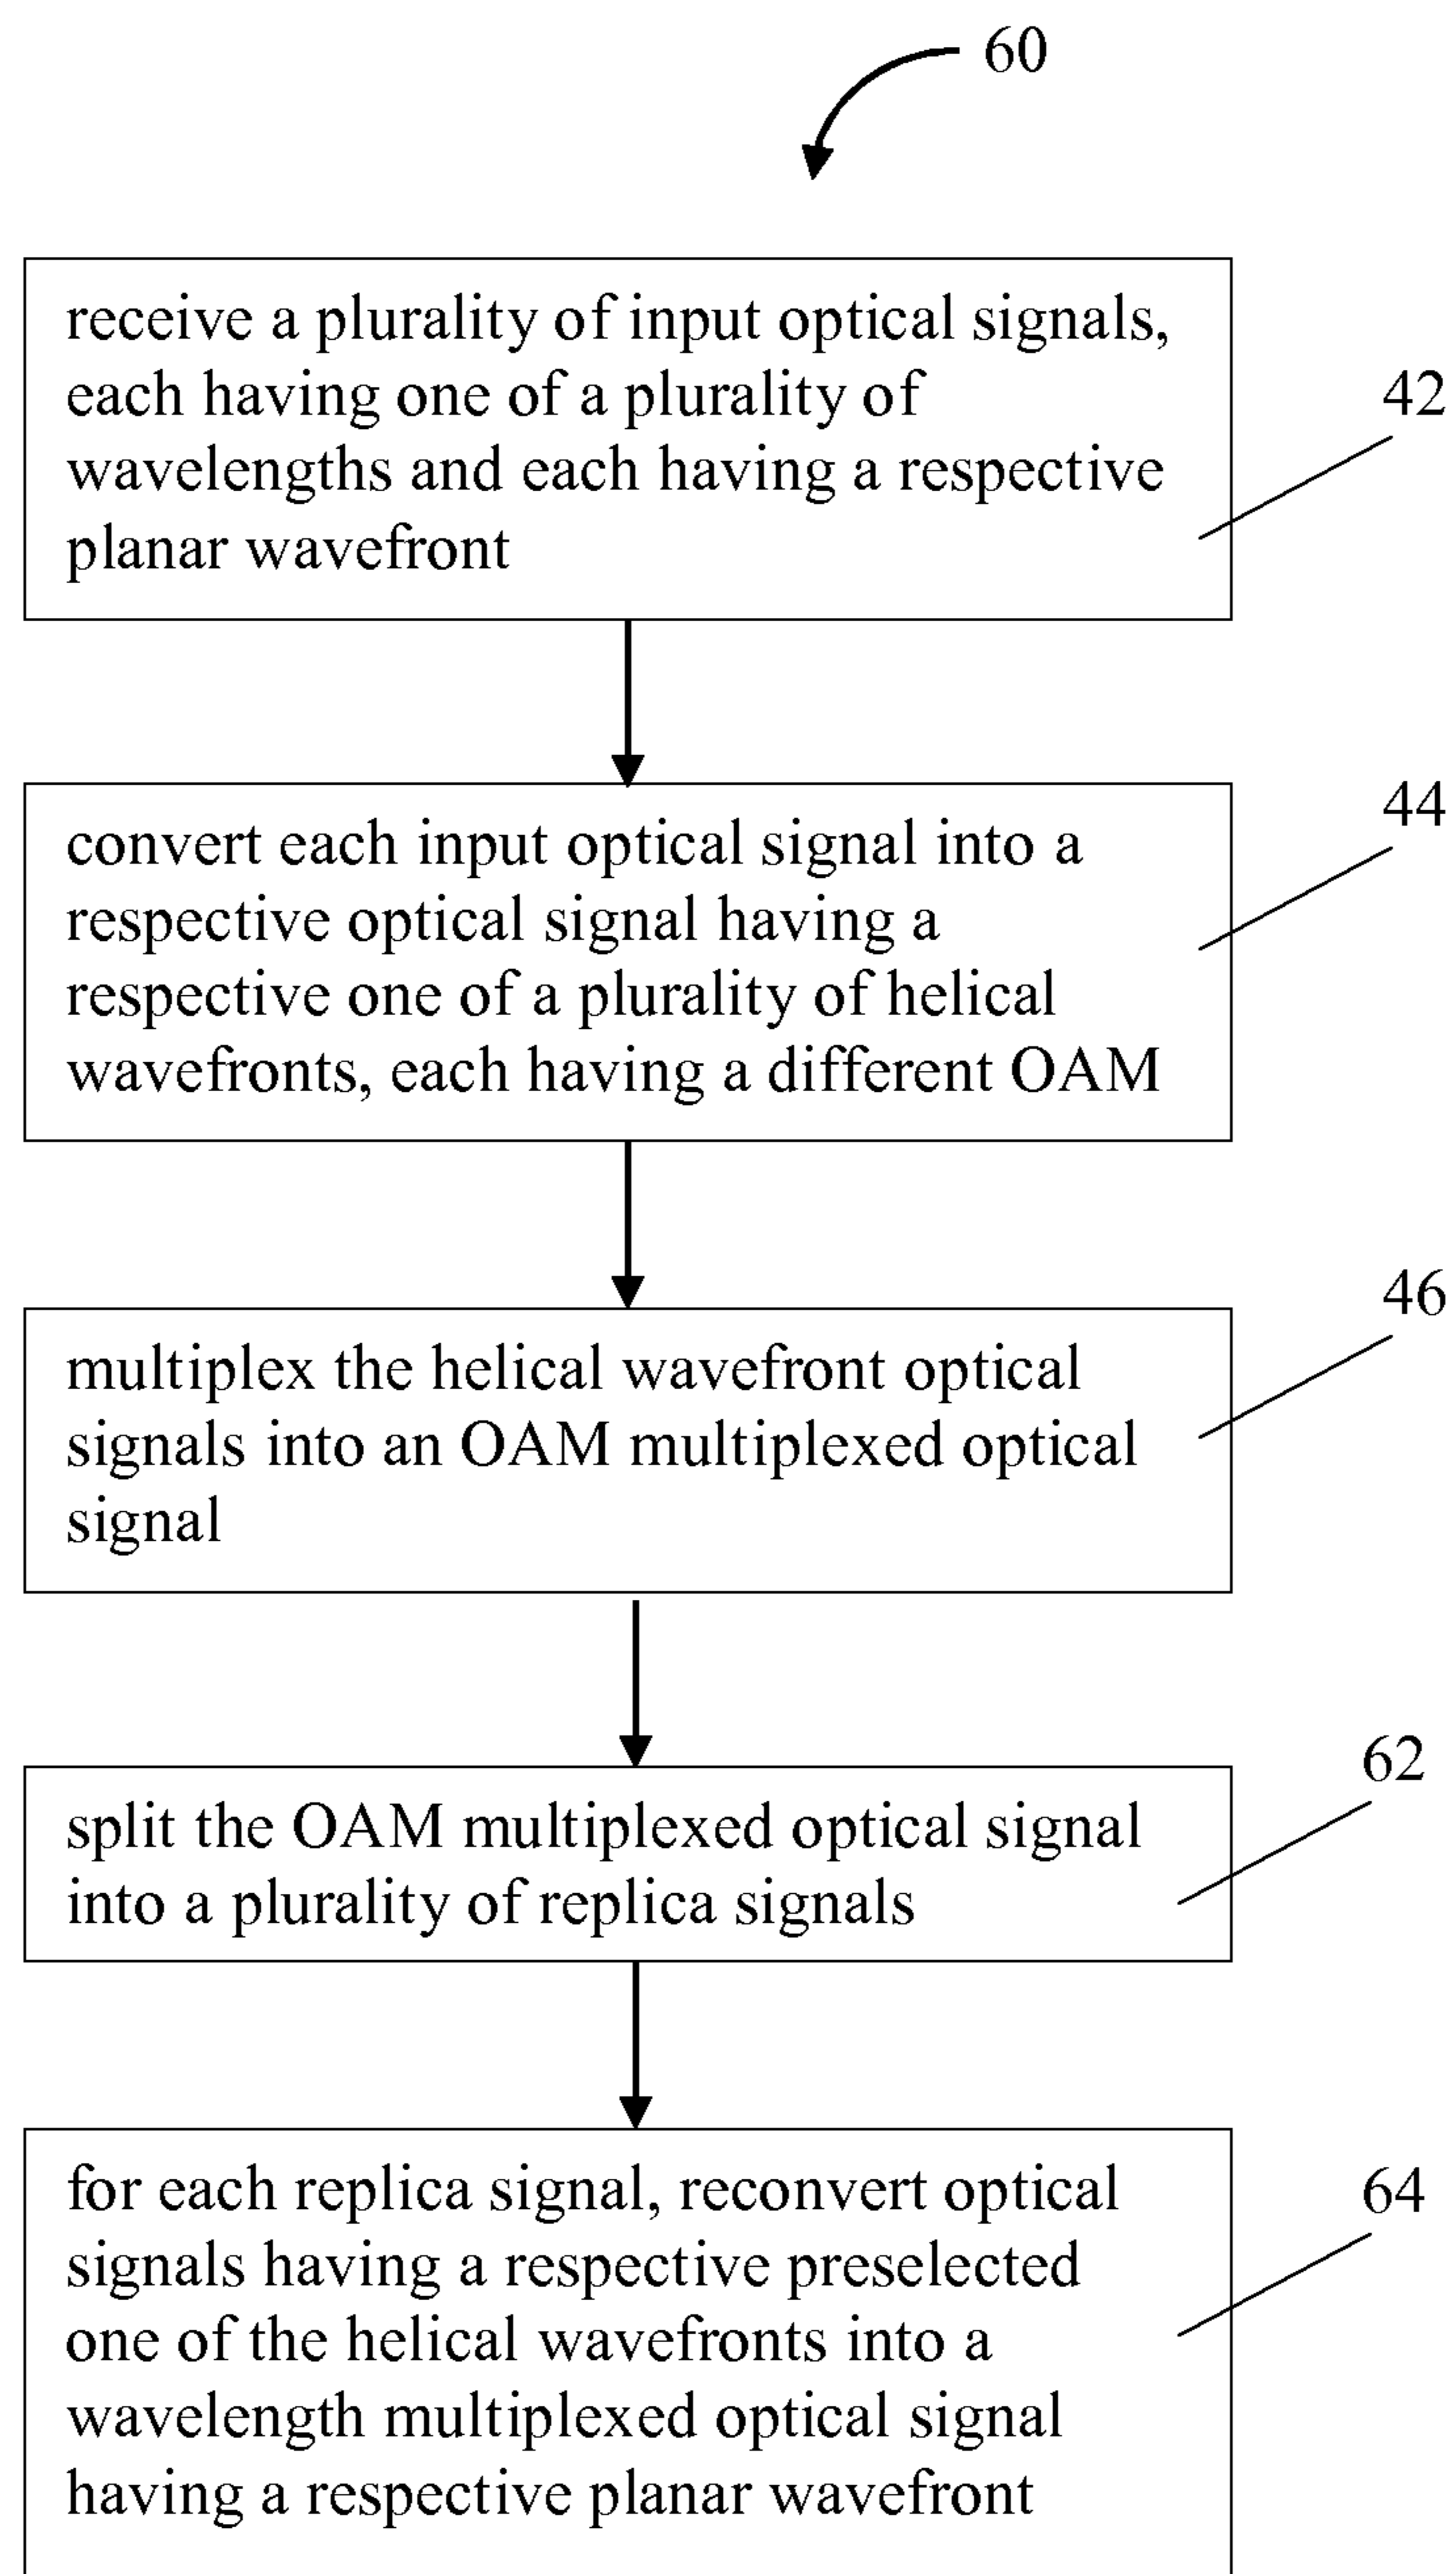 60
receive a plurality of input optical signals,
each having one of a plurality of
wavelengths and each having a respective
planar wavefront
42
convert each input optical signal into a
respective optical signal having a
respective one of a plurality of helical
wavefronts, each having a different OAM
44
multiplex the helical wavefront optical
signals into an OAM multiplexed optical
signal
46
split the OAM multiplexed optical signal
into a plurality of replica signals
62
for each replica signal, reconvert optical
signals having a respective preselected
one of the helical wavefronts into a
wavelength multiplexed optical signal
having a respective planar wavefront
64